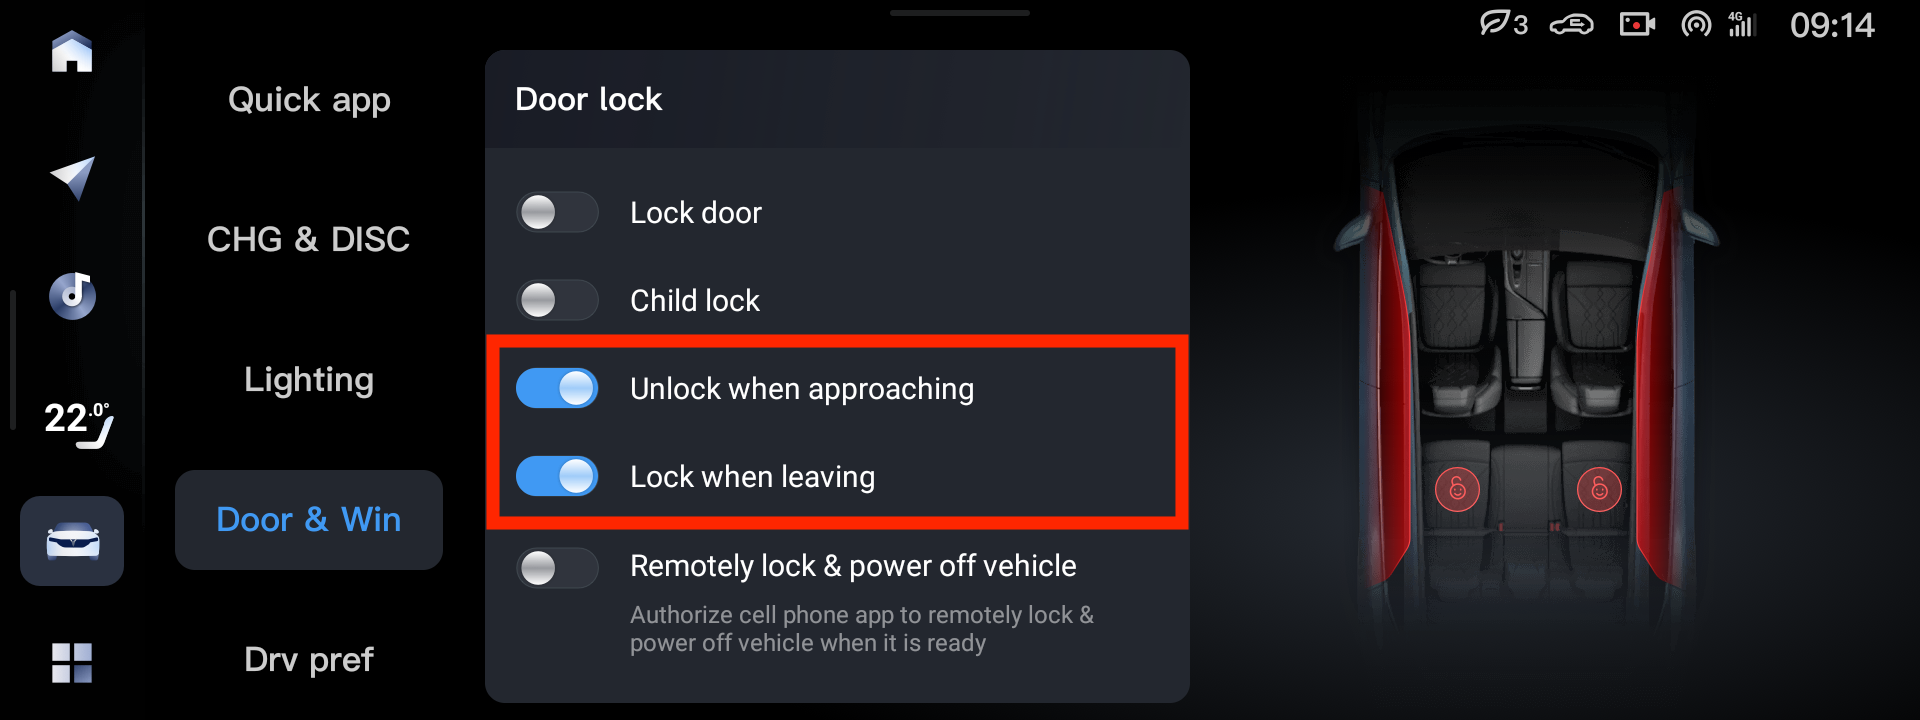 3
4G
09:14
22.0°
Quick app
CHG & DISC
Lighting
Door & Win
Drv pref
Door lock
Lock door
Child lock
Unlock when approaching
Lock when leaving
Remotely lock & power off vehicle
Authorize cell phone app to remotely lock &
power off vehicle when it is ready